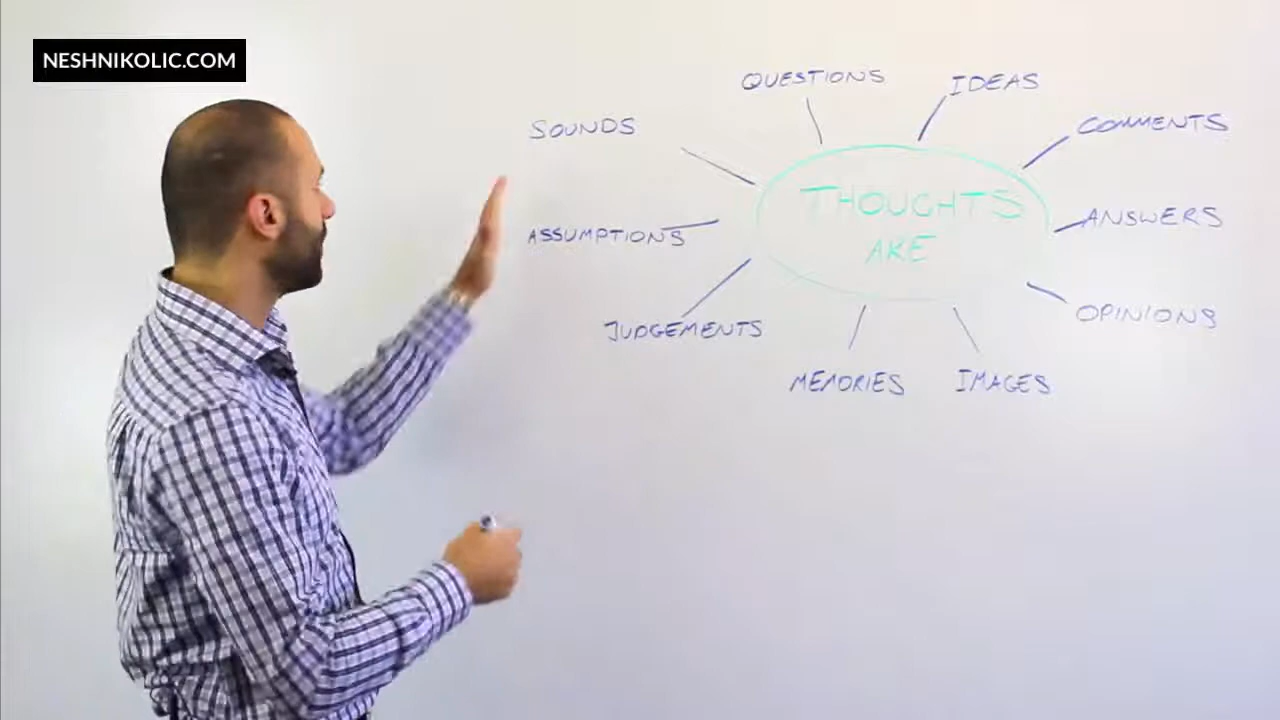 NESHNIKOLIC.COM
QUESTIONS
IDEAS
SOUNDS
COMMENTS
THOUGHTS
ARE
ASSUMPTIONS
ANSWERS
JUDGEMENTS
OPINIONS
MEMORIES
IMAGES